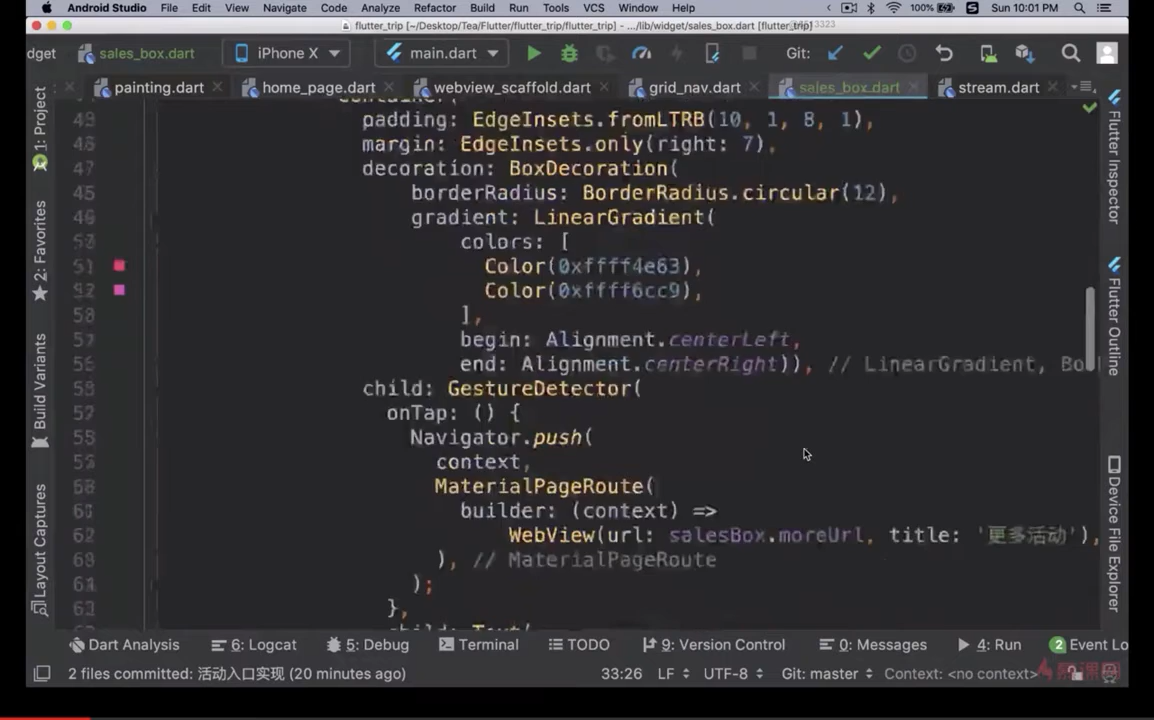 Android Studio File Edit View Navigate Code Analyze Refactor Build Run Tools VCS Window Help 100% Sun 10:01 PM
flutter_trip [~/Desktop/Tea/Flutter/flutter_trip/flutter_trip] - .../lib/widget/sales_box.dart [flutter_trip]
dget sales_box.dart iPhone X main.dart Git:
painting.dart home_page.dart webview_scaffold.dart grid_nav.dart sales_box.dart stream.dart
padding: EdgeInsets.fromLTRB(10, 1, 8, 1),
margin: EdgeInsets.only(right: 7),
decoration: BoxDecoration(
borderRadius: BorderRadius.circular(12),
gradient: LinearGradient(
colors: [
Color(0xffff4e63),
Color(0xffff6cc9),
],
begin: Alignment.centerLeft,
end: Alignment.centerRight)), // LinearGradient, Bo
child: GestureDetector(
onTap: () {
Navigator.push(
context,
MaterialPageRoute(
builder: (context) =>
WebView(url: salesBox.moreUrl, title: '更多活动'),
), // MaterialPageRoute
);
},
1: Project
2: Favorites
Build Variants
Layout Captures
Flutter Inspector
Flutter Outline
Device File Explorer
Dart Analysis 6: Logcat 5: Debug Terminal TODO 9: Version Control 0: Messages 4: Run 2 Event Lo
2 files committed: 活动入口实现 (20 minutes ago) 33:26 LF UTF-8 Git: master Context: <no context>